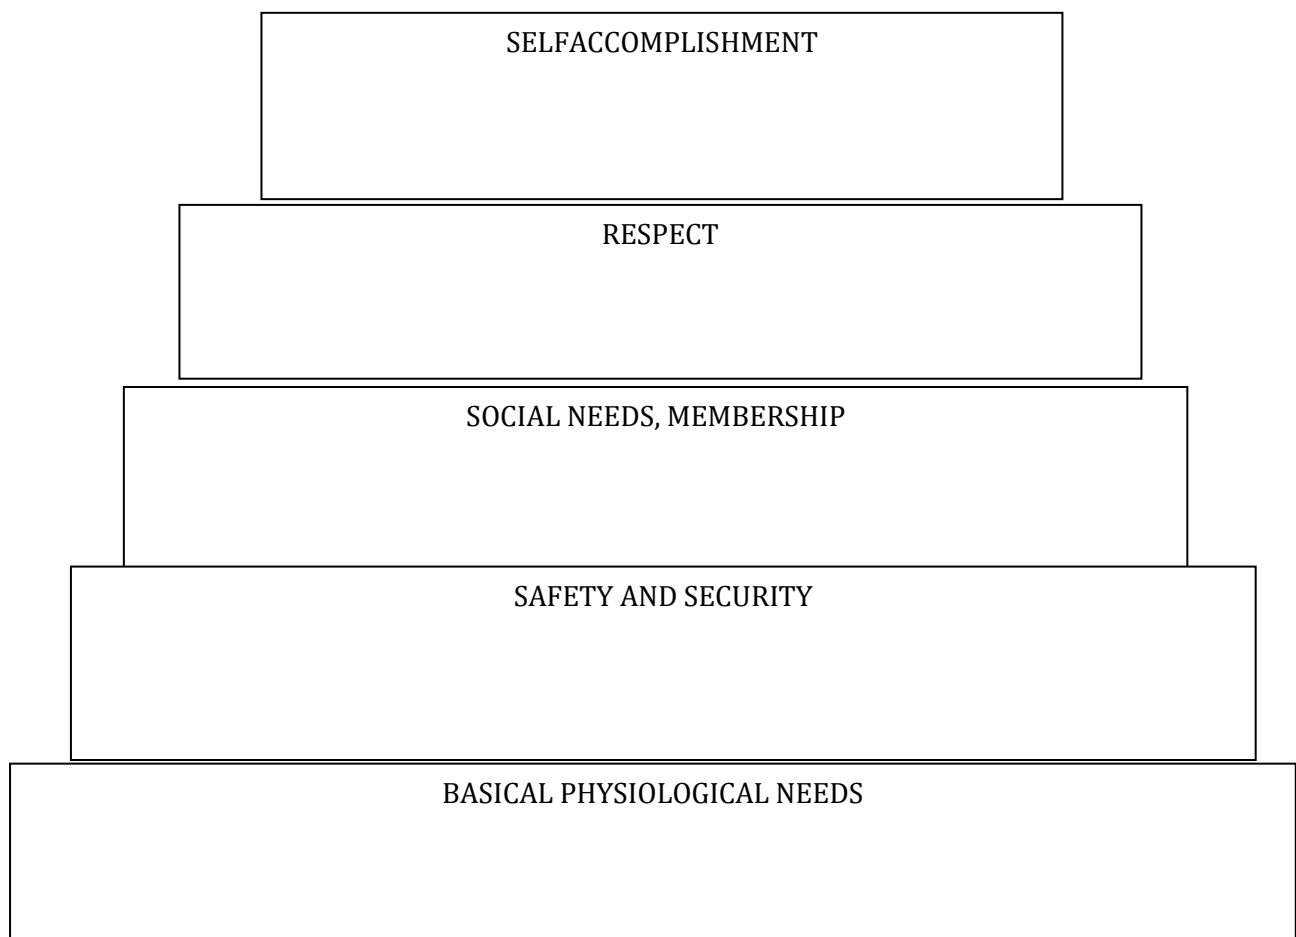 SELFACCOMPLISHMENT
RESPECT
SOCIAL NEEDS, MEMBERSHIP
SAFETY AND SECURITY
BASICAL PHYSIOLOGICAL NEEDS